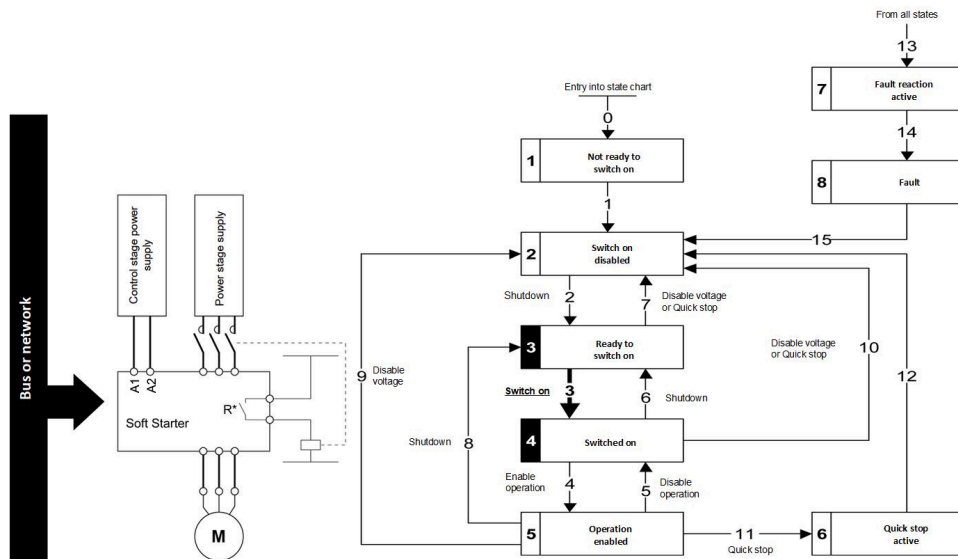 From all states
13
7
Fault reaction
active
14
8
Fault
15
Entry into state chart
0
1
Not ready to
switch on
1
2
Switch on
disabled
Shutdown
2
7
Disable voltage
or Quick stop
3
Ready to
switch on
Switch on
3
6
Shutdown
4
Switched on
Enable
operation
4
5
Disable
operation
5
Operation
enabled
11
Quick stop
6
Quick stop
active
9
Disable
voltage
Shutdown
8
Disable voltage
or Quick stop
10
12
Bus or network
Control stage power
supply
Power stage supply
A1
A2
R*
Soft Starter
M